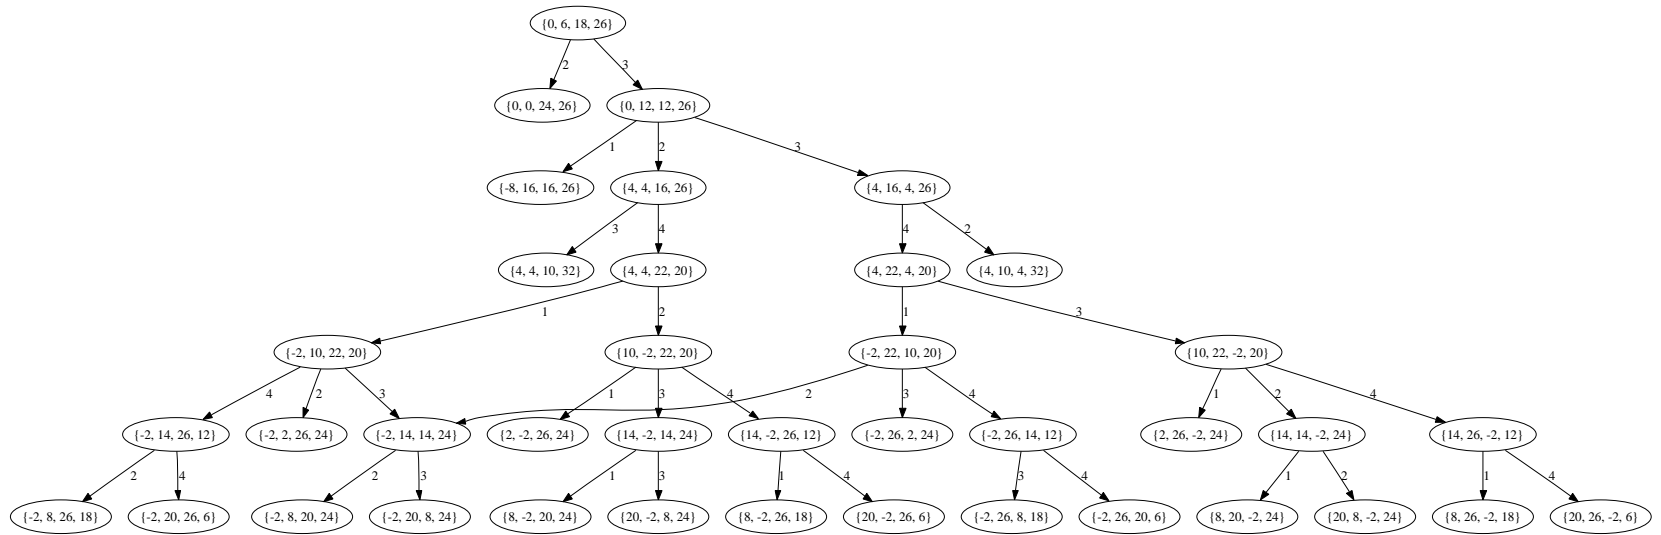 {0, 6, 18, 26}
2
3
{0, 0, 24, 26}
{0, 12, 12, 26}
1
2
3
{-8, 16, 16, 26}
{4, 4, 16, 26}
{4, 16, 4, 26}
3
4
4
2
{4, 4, 10, 32}
{4, 4, 22, 20}
{4, 22, 4, 20}
{4, 10, 4, 32}
1
2
1
3
{-2, 10, 22, 20}
{10, -2, 22, 20}
{-2, 22, 10, 20}
{10, 22, -2, 20}
4
2
3
1
3
4
2
3
4
1
2
4
{-2, 14, 26, 12}
{-2, 2, 26, 24}
{-2, 14, 14, 24}
{2, -2, 26, 24}
{14, -2, 14, 24}
{14, -2, 26, 12}
{-2, 26, 2, 24}
{-2, 26, 14, 12}
{2, 26, -2, 24}
{14, 14, -2, 24}
{14, 26, -2, 12}
2
4
2
3
1
3
1
4
3
4
1
2
1
4
{-2, 8, 26, 18}
{-2, 20, 26, 6}
{-2, 8, 20, 24}
{-2, 20, 8, 24}
{8, -2, 20, 24}
{20, -2, 8, 24}
{8, -2, 26, 18}
{20, -2, 26, 6}
{-2, 26, 8, 18}
{-2, 26, 20, 6}
{8, 20, -2, 24}
{20, 8, -2, 24}
{8, 26, -2, 18}
{20, 26, -2, 6}